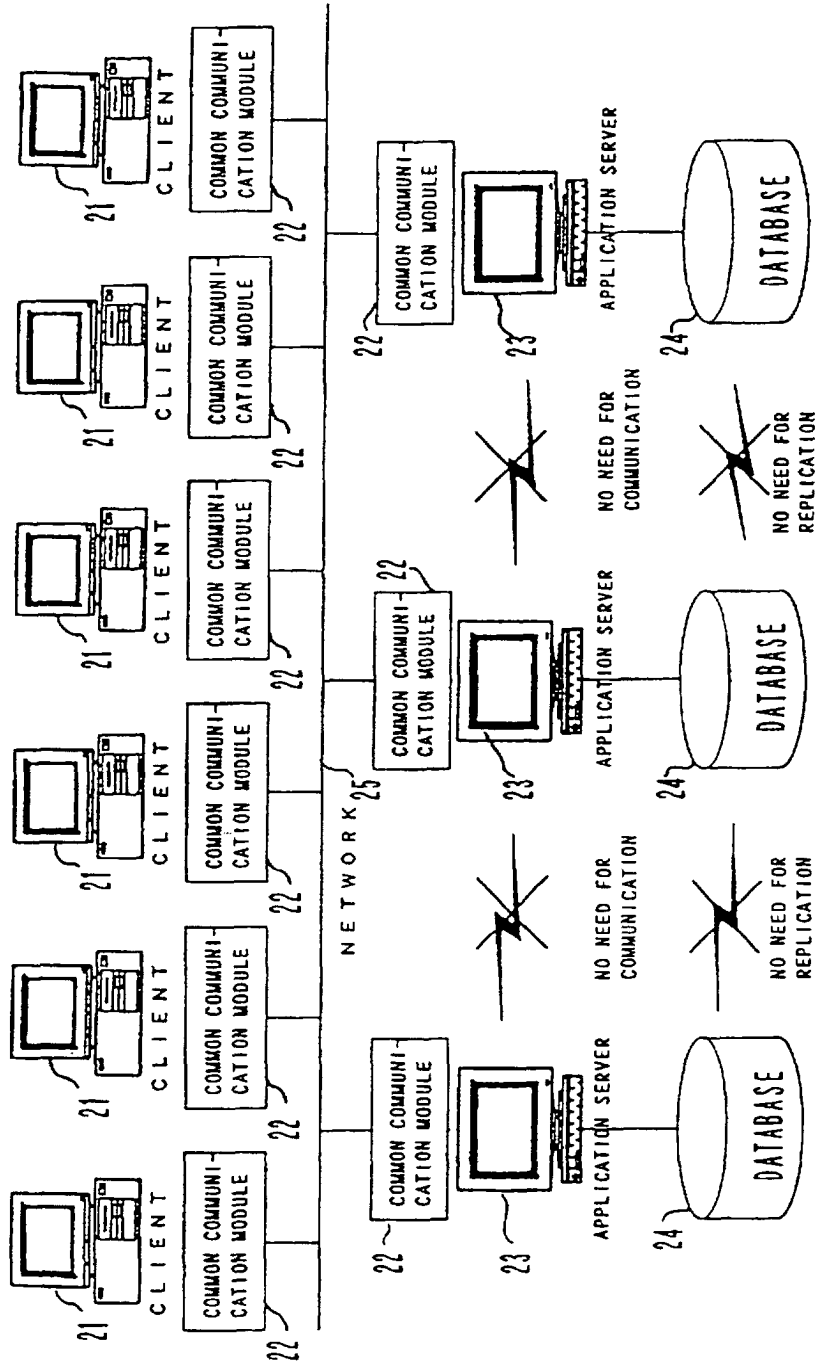 21
21
21
21
21
21
CLIENT
CLIENT
CLIENT
CLIENT
CLIENT
CLIENT
COMMON COMMUNI-
CATION MODULE
COMMON COMMUNI-
CATION MODULE
COMMON COMMUNI-
CATION MODULE
COMMON COMMUNI-
CATION MODULE
COMMON COMMUNI-
CATION MODULE
COMMON COMMUNI-
CATION MODULE
22
22
22
22
22
22
NETWORK
25
22
COMMON COMMUNI-
CATION MODULE
COMMON COMMUNI-
CATION MODULE
22
22
COMMON COMMUNI-
CATION MODULE
23
23
23
APPLICATION SERVER
NO NEED FOR
COMMUNICATION
APPLICATION SERVER
NO NEED FOR
COMMUNICATION
APPLICATION SERVER
24
DATABASE
NO NEED FOR
REPLICATION
24
DATABASE
NO NEED FOR
REPLICATION
24
DATABASE